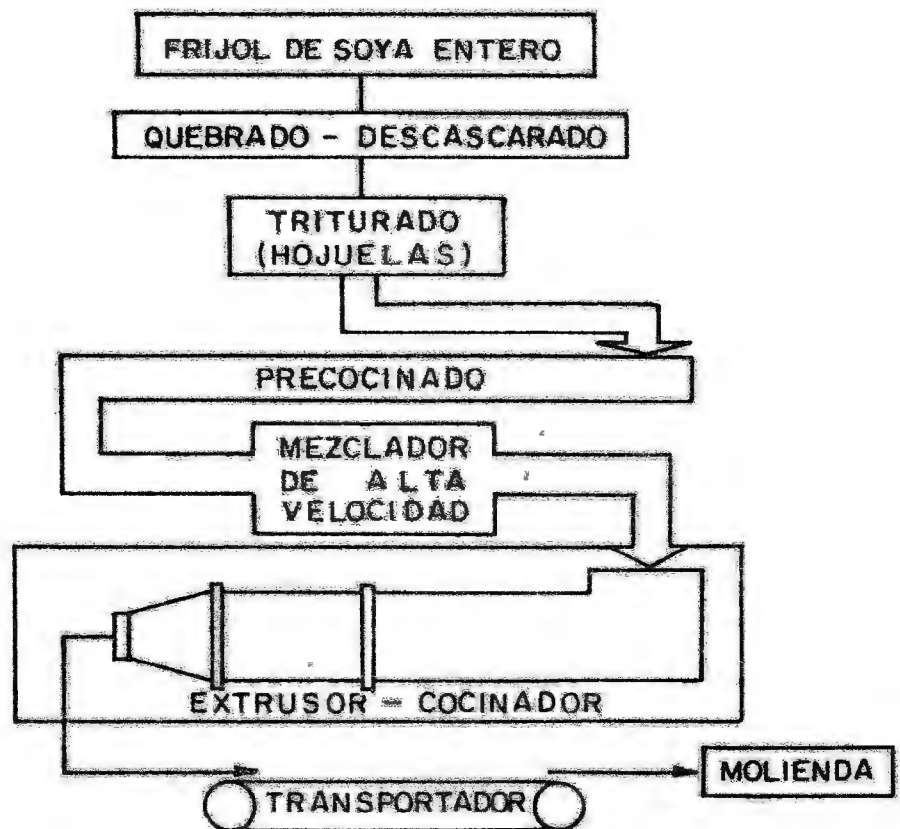 FRIJOL DE SOYA ENTERO
QUEBRADO - DESCASCARADO
TRITURADO
(HOJUELAS)
PRECOCINADO
MEZCLADOR
DE ALTA
VELOCIDAD
EXTRUSOR - COCINADOR
TRANSPORTADOR
MOLIENDA